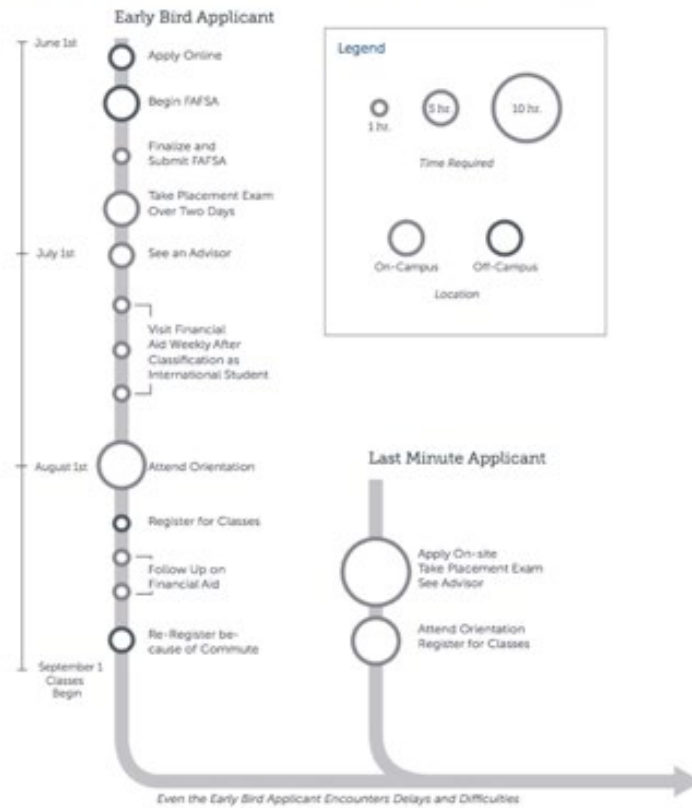 Early Bird Applicant
June 1st
Apply Online
Begin FAFSA
Finalize and
Submit FAFSA
Take Placement Exam
Over Two Days
July 1st
See an Advisor
Visit Financial
Aid Weekly After
Classification as
International Student
August 1st
Attend Orientation
Register for Classes
Follow Up on
Financial Aid
Re-Register be-
cause of Commute
September 1
Classes
Begin
Legend
1 hr.
5 hr.
10 hr.
Time Required
On-Campus
Off-Campus
Location
Last Minute Applicant
Apply On-site
Take Placement Exam
See Advisor
Attend Orientation
Register for Classes
Even the Early Bird Applicant Encounters Delays and Difficulties